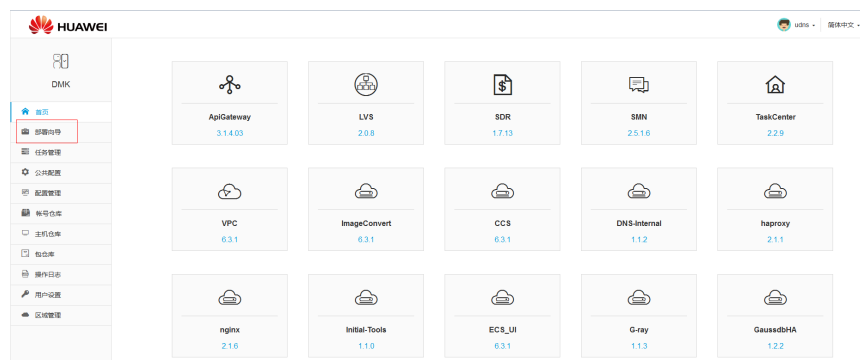 HUAWEI
udns
简体中文
DMK
首页
部署向导
任务管理
公共配置
配置管理
帐号仓库
主机仓库
包仓库
操作日志
用户设置
区域管理
ApiGateway
3.1.4.03
LVS
2.0.8
SDR
1.7.13
SMN
2.5.1.6
TaskCenter
2.2.9
VPC
6.3.1
ImageConvert
6.3.1
CCS
6.3.1
DNS-Internal
1.1.2
haproxy
2.1.1
nginx
2.1.6
Initial-Tools
1.1.0
ECS_UI
6.3.1
G-ray
1.1.3
GaussdbHA
1.2.2